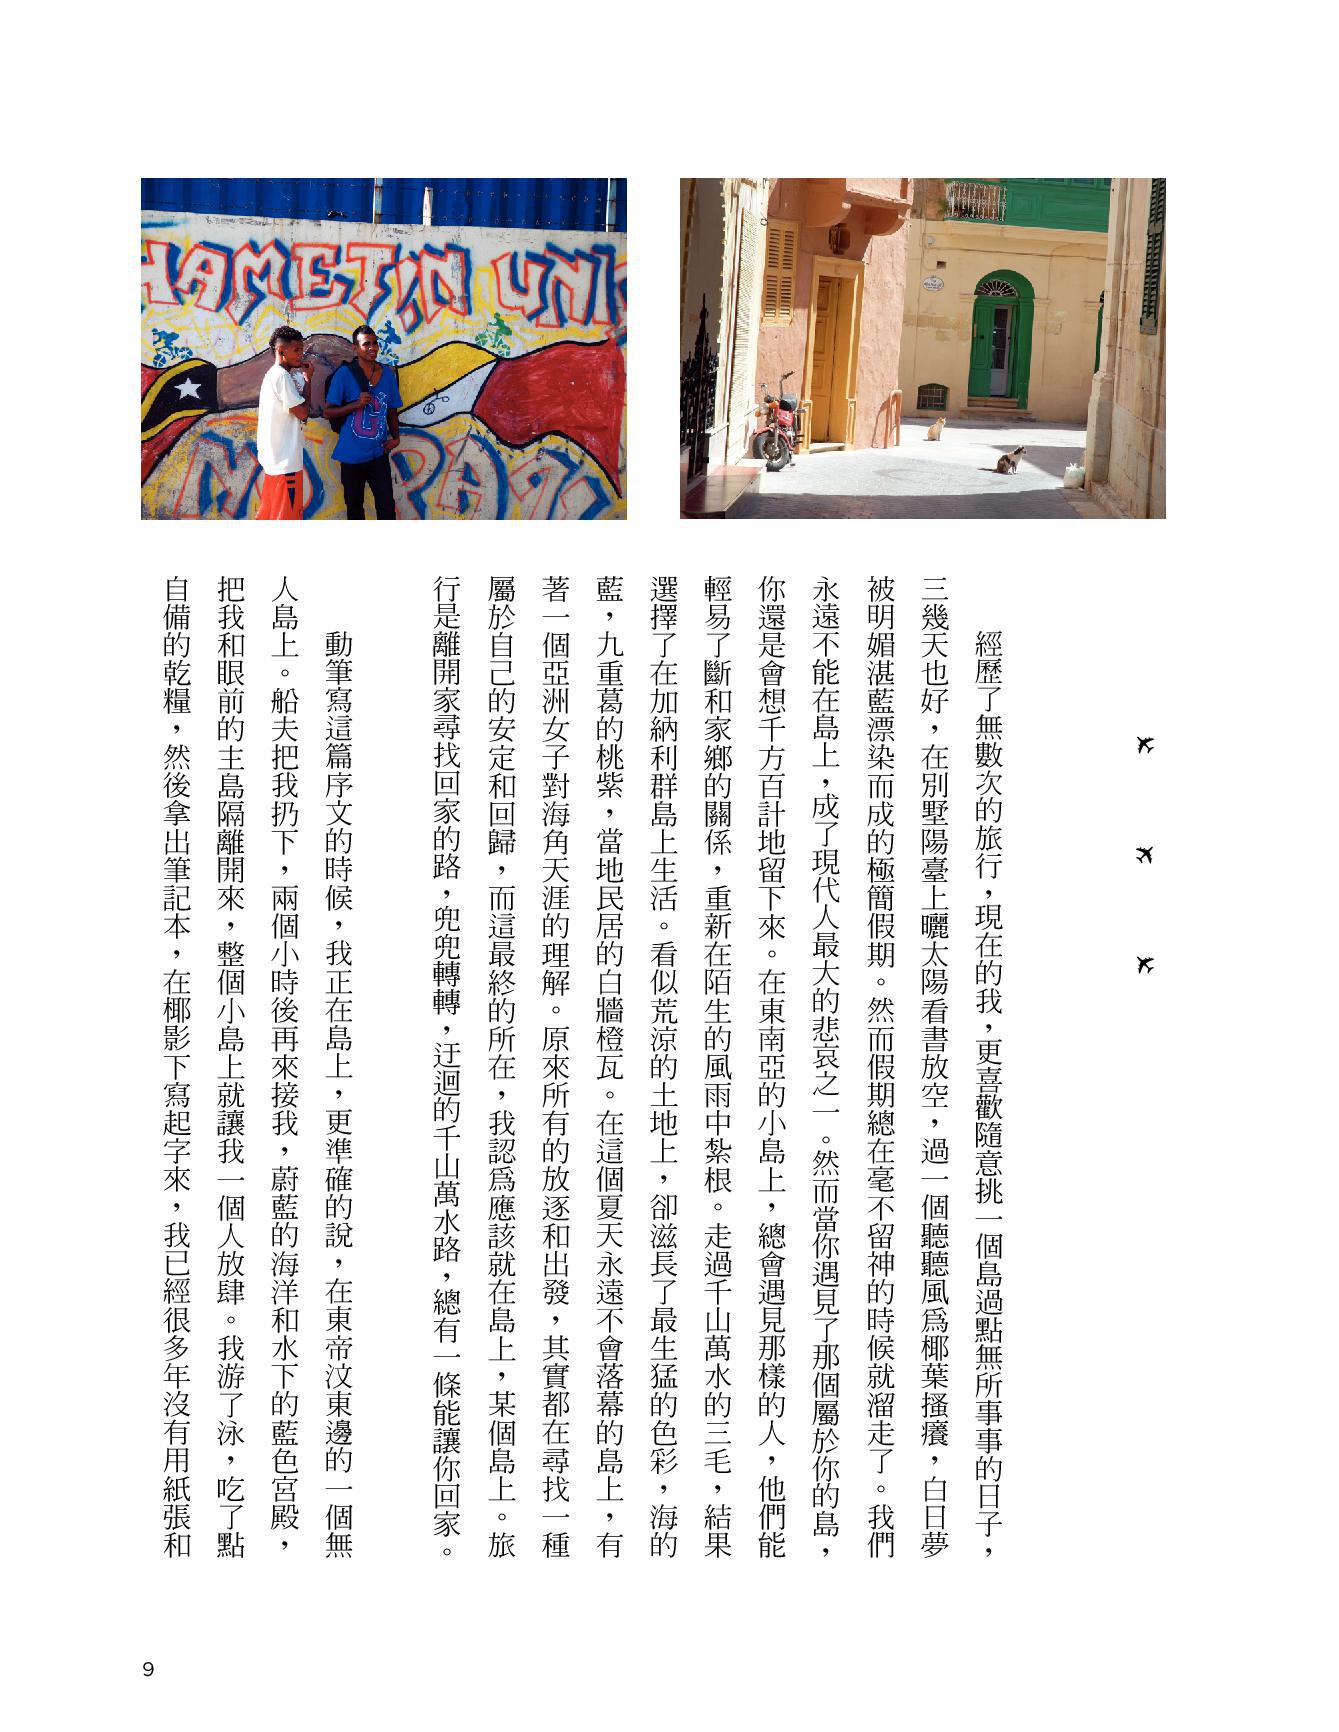 HAMETIN UNI
經歷了無數次的旅行，現在的我，更喜歡隨意挑一個島過點無所事事的日子，
三幾天也好，在別墅陽臺上曬太陽看書放空，過一個聽聽風爲椰葉搔癢，白日夢
被明媚湛藍漂染而成的極簡假期。然而假期總在毫不留神的時候就溜走了。我們
永遠不能在島上，成了現代人最大的悲哀之一。然而當你遇見了那個屬於你的島，
你還是會想千方百計地留下來。在東南亞的小島上，總會遇見那樣的人，他們能
輕易了斷和家鄉的關係，重新在陌生的風雨中紮根。走過千山萬水的三毛，結果
選擇了在加納利群島上生活。看似荒涼的土地上，卻滋長了最生猛的色彩，海的
藍，九重葛的桃紫，當地民居的白牆橙瓦。在這個夏天永遠不會落幕的島上，有
著一個亞洲女子對海角天涯的理解。原來所有的放逐和出發，其實都在尋找一種
屬於自己的安定和回歸，而這最終的所在，我認爲應該就在島上，某個島上。旅
行是離開家尋找回家的路，兜兜轉轉，迂迴的千山萬水路，總有一條能讓你回家。
動筆寫這篇序文的時候，我正在島上，更準確的說，在東帝汶東邊的一個無
人島上。船夫把我扔下，兩個小時後再來接我，蔚藍的海洋和水下的藍色宮殿，
把我和眼前的主島隔離開來，整個小島上就讓我一個人放肆。我游了泳，吃了點
自備的乾糧，然後拿出筆記本，在椰影下寫起字來，我已經很多年沒有用紙張和
9